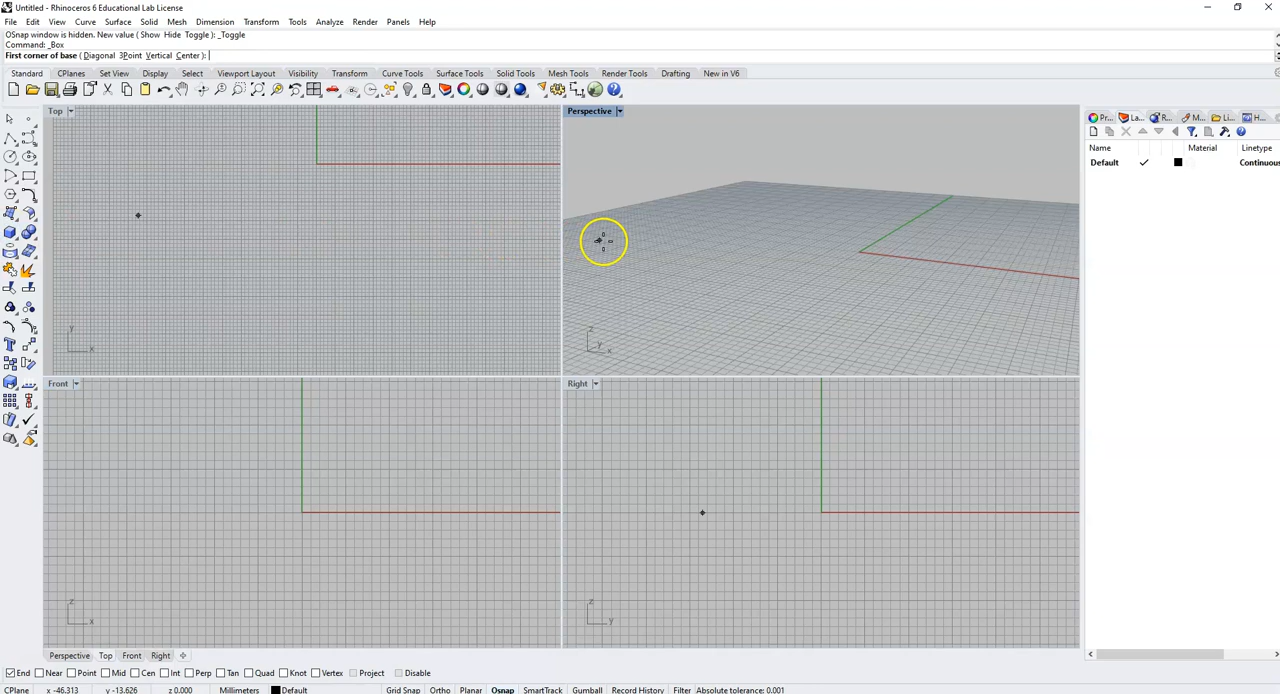 Untitled - Rhinoceros 6 Educational Lab License
File Edit View Curve Surface Solid Mesh Dimension Transform Tools Analyze Render Panels Help
OSnap window is hidden. New value ( Show Hide Toggle ): _Toggle
Command: _Box
First corner of base ( Diagonal 3Point Vertical Center ):
Standard CPlanes Set View Display Select Viewport Layout Visibility Transform Curve Tools Surface Tools Solid Tools Mesh Tools Render Tools Drafting New in V6
Top
Perspective
Pr... La... R... M... Li... H...
Name Material Linetype
Default Continuous
y
x
z
y
x
Front
Right
z
x
z
y
Perspective Top Front Right
End Near Point Mid Cen Int Perp Tan Quad Knot Vertex Project Disable
CPlane x -46.313 y -13.626 z 0.000 Millimeters Default Grid Snap Ortho Planar Osnap SmartTrack Gumball Record History Filter Absolute tolerance: 0.001